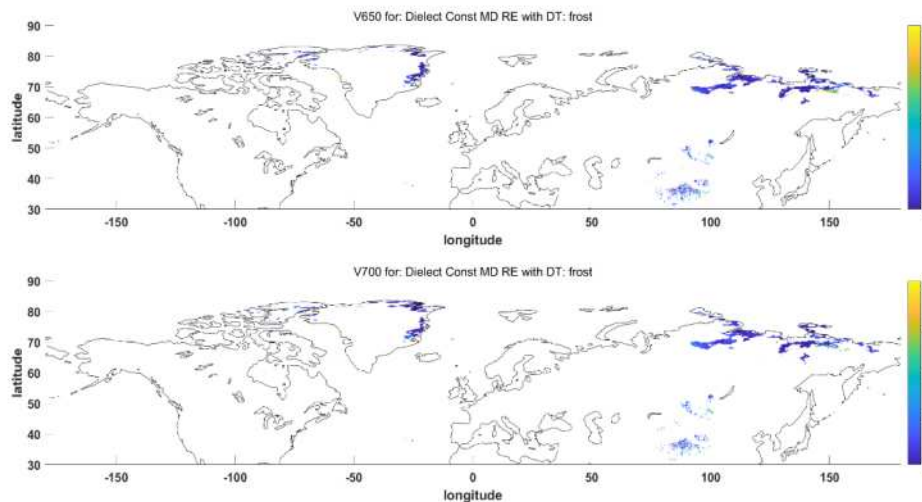 V650 for: Dielect Const MD RE with DT: frost
90
80
70
60
50
40
30
latitude
-150 -100 -50 0 50 100 150
longitude
V700 for: Dielect Const MD RE with DT: frost
90
80
70
60
50
40
30
latitude
-150 -100 -50 0 50 100 150
longitude